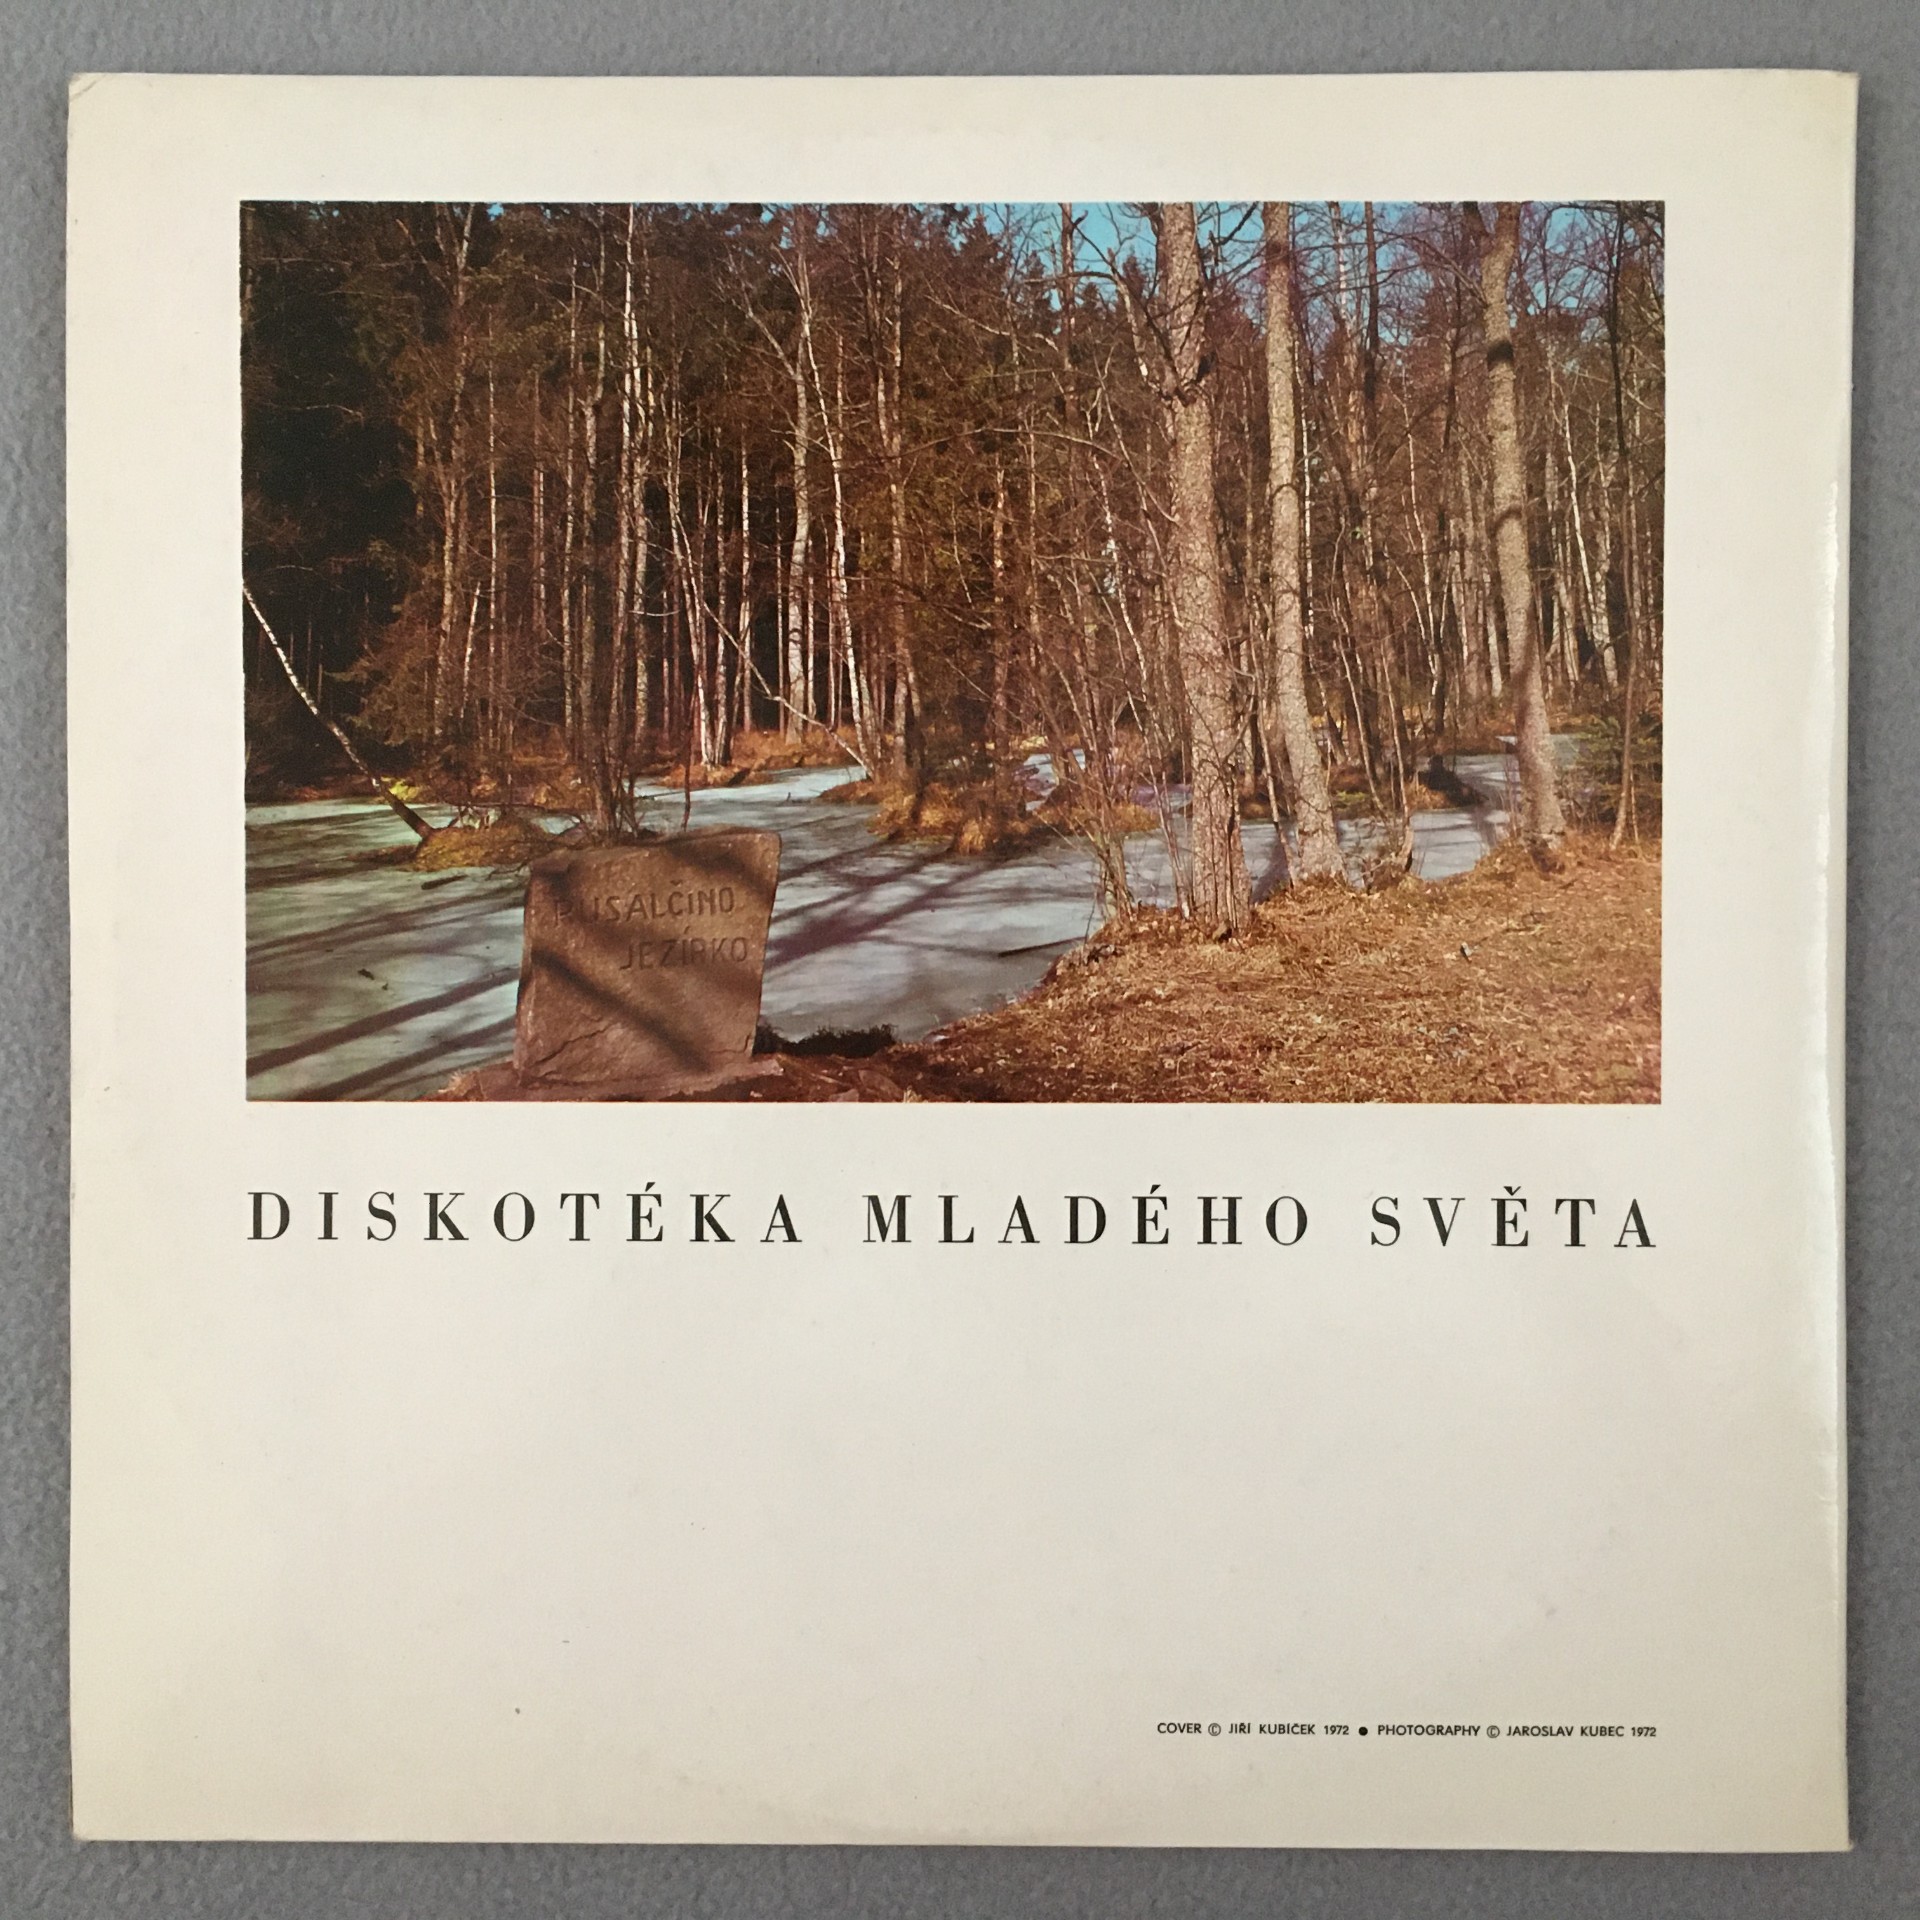 RUSALČINO
JEZÍRKO
DISKOTÉKA MLADÉHO SVĚTA
COVER © JIŘÍ KUBÍČEK 1972 ● PHOTOGRAPHY © JAROSLAV KUBEC 1972